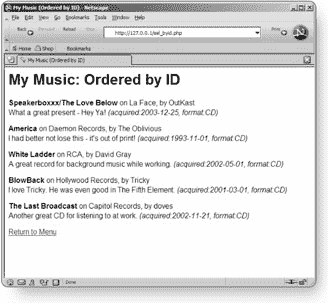 My Music (Ordered by ID) - Netscape
File Edit View Go Bookmarks Tools Window Help
Back Forward Reload Stop http://127.0.0.1/sel_byid.php Print
Home Shop Bookmarks
My Music (Ordered by ID)
My Music: Ordered by ID
Speakerboxxx/The Love Below on La Face, by OutKast
What a great present - Hey Ya! (acquired:2003-12-25, format:CD)
America on Daemon Records, by The Oblivious
I had better not lose this - it's out of print! (acquired:1993-11-01, format:CD)
White Ladder on RCA, by David Gray
A great record for background music while working. (acquired:2002-05-01, format:CD)
BlowBack on Hollywood Records, by Tricky
I love Tricky. He was even good in The Fifth Element. (acquired:2001-03-01, format:CD)
The Last Broadcast on Capitol Records, by doves
Another great CD for listening to at work. (acquired:2002-11-21, format:CD)
Return to Menu
Done